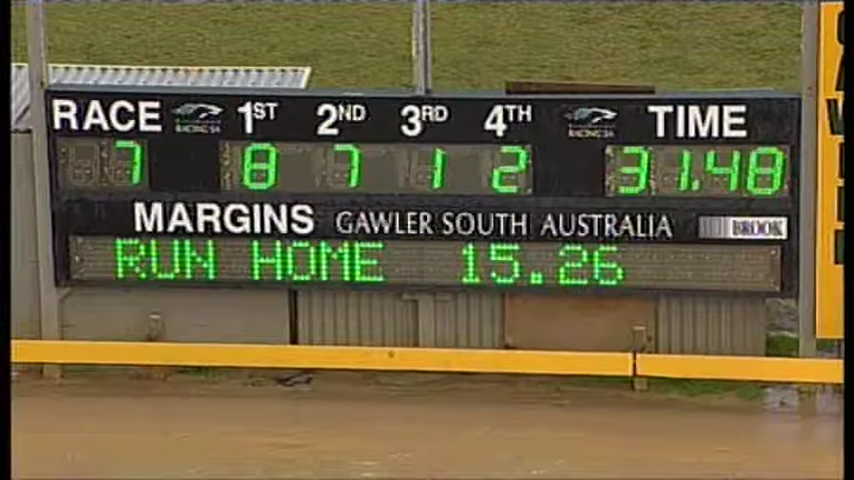 RACE 1ST 2ND 3RD 4TH TIME
7 8 7 1 2 31.48
MARGINS GAWLER SOUTH AUSTRALIA BROOK
RUN HOME 15.26